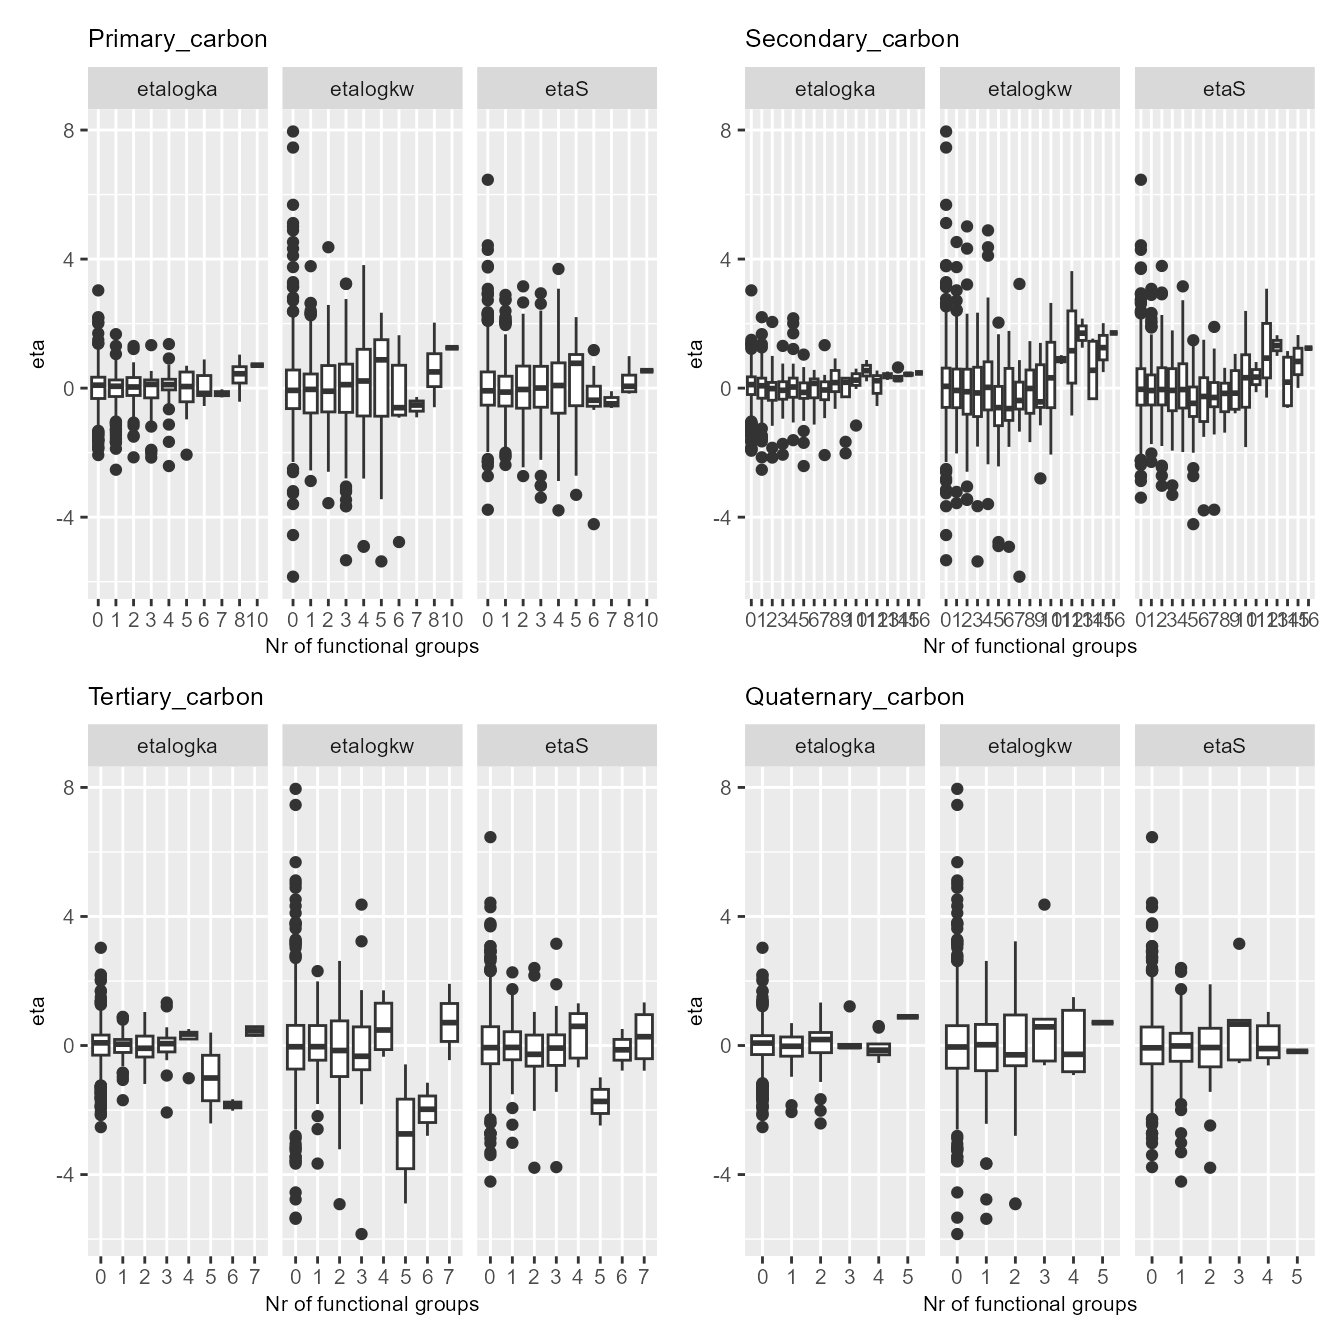 Primary_carbon
etalogka etalogkw etaS
8
4
0
-4
eta
0 1 2 3 4 5 6 7 8 10 0 1 2 3 4 5 6 7 8 10 0 1 2 3 4 5 6 7 8 10
Nr of functional groups
Secondary_carbon
etalogka etalogkw etaS
8
4
0
-4
eta
Nr of functional groups
Tertiary_carbon
etalogka etalogkw etaS
8
4
0
-4
eta
0 1 2 3 4 5 6 7 0 1 2 3 4 5 6 7 0 1 2 3 4 5 6 7
Nr of functional groups
Quaternary_carbon
etalogka etalogkw etaS
8
4
0
-4
eta
0 1 2 3 4 5 0 1 2 3 4 5 0 1 2 3 4 5
Nr of functional groups